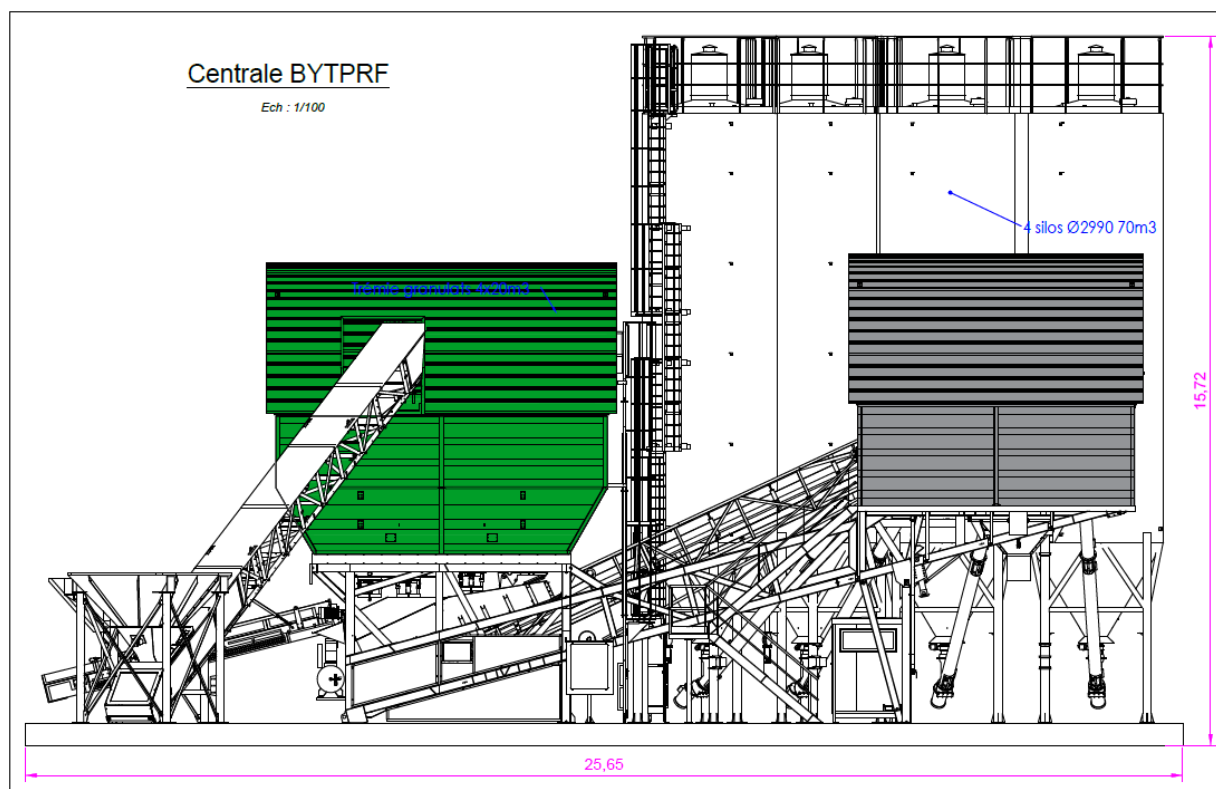 Centrale BYTPRF
Ech : 1/100
4 silos Ø2990 70m3
Trémie granulats 4x20m3
15,72
25,65